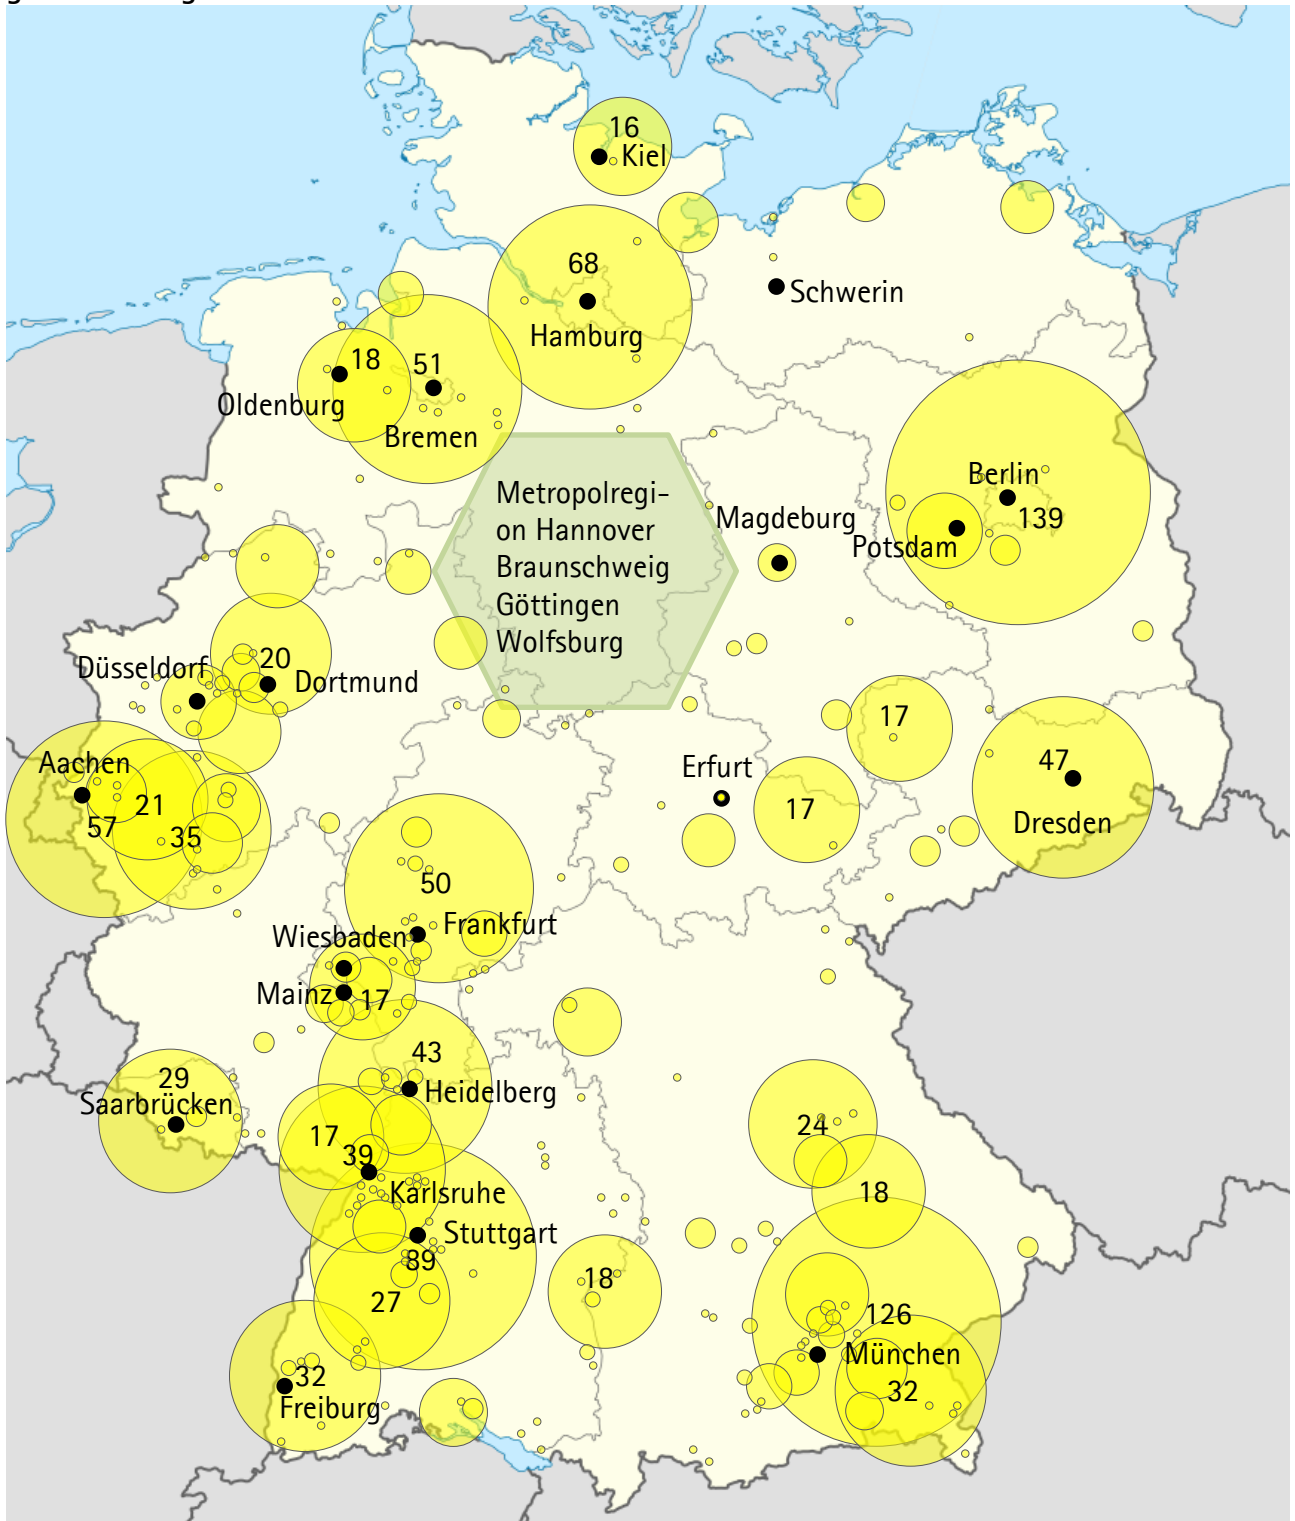 16
Kiel
68
Schwerin
Hamburg
18
51
Oldenburg
Bremen
Berlin
Metropolregi-
on Hannover
Braunschweig
Göttingen
Wolfsburg
Magdeburg
139
Potsdam
Düsseldorf
20
Dortmund
17
Aachen
Erfurt
47
21
17
57
35
Dresden
50
Frankfurt
Wiesbaden
Mainz
17
43
29
Heidelberg
Saarbrücken
17
24
39
Karlsruhe
18
Stuttgart
89
18
27
126
München
32
32
Freiburg